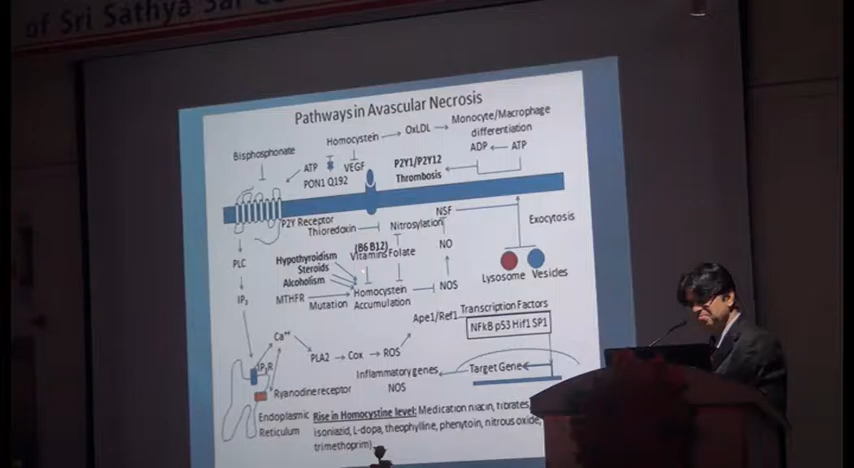 of Sri Sathya Sai
Pathways in Avascular Necrosis
Homocystein
OxLDL
Monocyte/Macrophage
differentiation
Bisphosphonate
ATP
VEGF
PON1 Q192
P2Y1/P2Y12
Thrombosis
ADP
ATP
P2Y Receptor
Thioredoxin
Nitrosylation
NSF
Exocytosis
PLC
IP₃
Hypothyroidism
Steroids
Alcoholism
(B6 B12)
Vitamins Folate
NO
NOS
Lysosome
Vesicles
MTHFR
Mutation
Homocystein
Accumulation
Ape1/Ref1
Transcription Factors
NFkB p53 Hif1 SP1
Ca⁺⁺
PLA2
Cox
ROS
IP₃R
Ryanodine receptor
Inflammatory genes
NOS
Target Gene
Endoplasmic
Reticulum
Rise in Homocystine level: Medication niacin, fibrates,
isoniazid, L-dopa, theophylline, phenytoin, nitrous oxide,
trimethoprim)